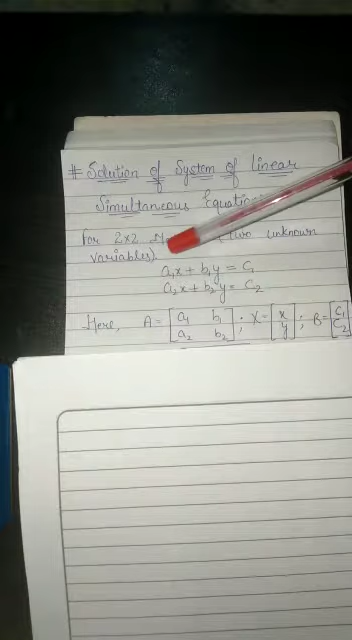 # Solution of System of linear
Simultaneous Equation
For 2x2 (two unknown
variables).
a₁x + b₁y = c₁
a₂x + b₂y = c₂
Here, A = [a₁ b₁; X = [x; B = [c₁
a₂ b₂] y] c₂]